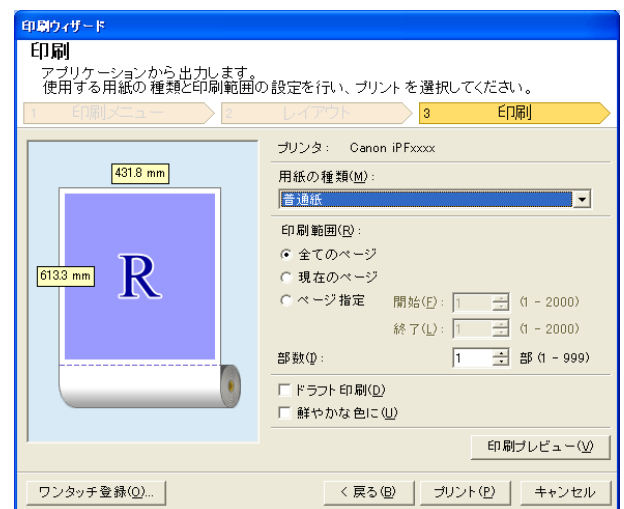 印刷ウィザード
印刷
アプリケーションから出力します。
使用する用紙の種類と印刷範囲の設定を行い、プリントを選択してください。
1 印刷メニュー 2 レイアウト 3 印刷
プリンタ： Canon iPFxxxx
431.8 mm
用紙の種類(M)：
普通紙
印刷範囲(R)：
全てのページ
613.3 mm
R
現在のページ
ページ指定 開始(F)： 1 (1 - 2000)
終了(L)： 1 (1 - 2000)
部数(I)： 1 部 (1 - 999)
ドラフト印刷(D)
鮮やかな色に(U)
印刷プレビュー(V)
ワンタッチ登録(O)... < 戻る(B) プリント(P) キャンセル